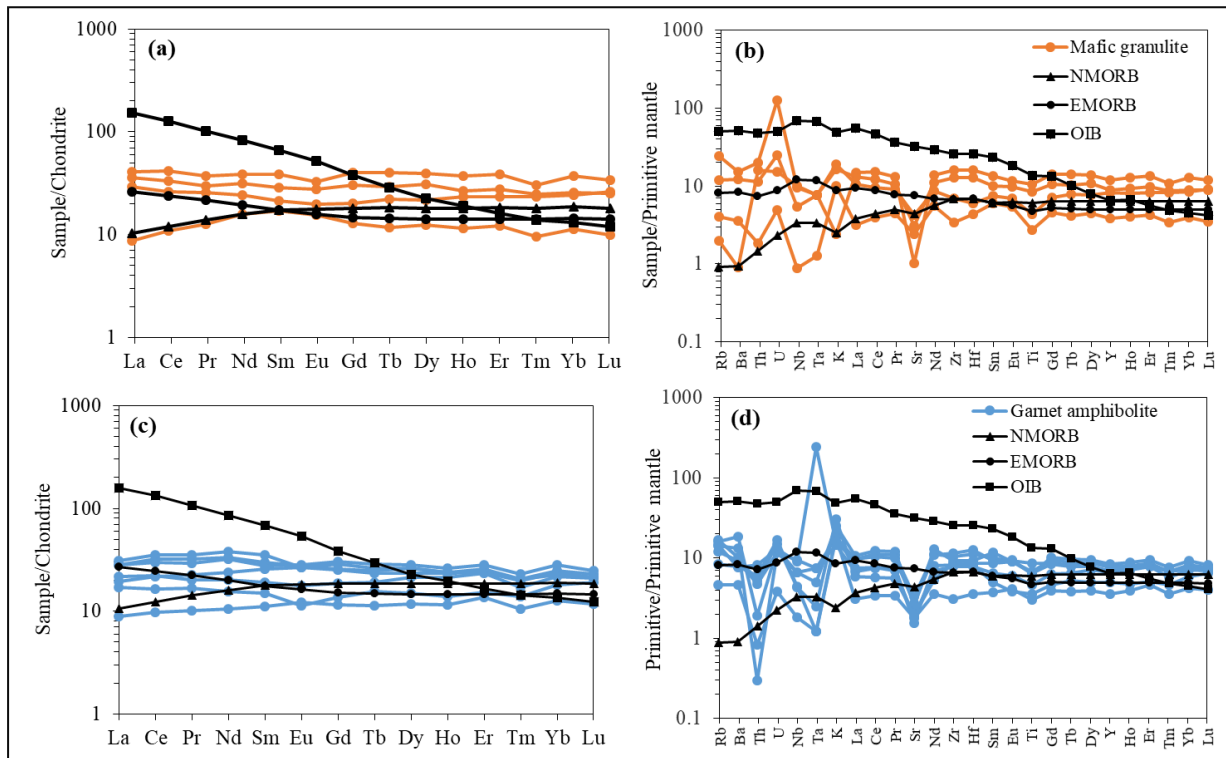 (a)
Sample/Chondrite
1000
100
10
1
La Ce Pr Nd Sm Eu Gd Tb Dy Ho Er Tm Yb Lu
(b)
Mafic granulite
NMORB
EMORB
OIB
Sample/Primitive mantle
1000
100
10
1
0.1
Rb Ba Th U Nb Ta K La Ce Pr Sr Nd Zr Hf Sm Eu Ti Gd Tb Dy Y Ho Er Tm Yb Lu
(c)
Sample/Chondrite
1000
100
10
1
La Ce Pr Nd Sm Eu Gd Tb Dy Ho Er Tm Yb Lu
(d)
Garnet amphibolite
NMORB
EMORB
OIB
Primitive/Primitive mantle
1000
100
10
1
0.1
Rb Ba Th U Nb Ta K La Ce Pr Sr Nd Zr Hf Sm Eu Ti Gd Tb Dy Y Ho Er Tm Yb Lu